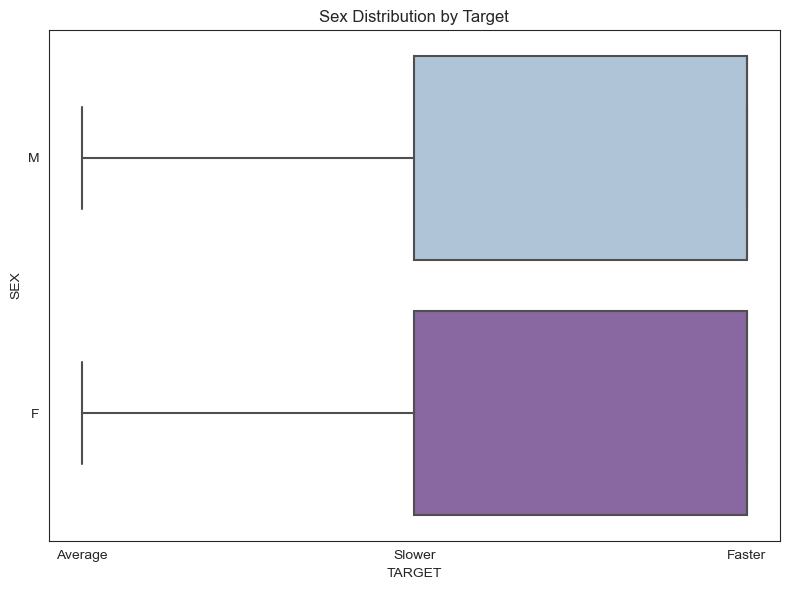 Sex Distribution by Target
M
SEX
F
Average Slower Faster
TARGET